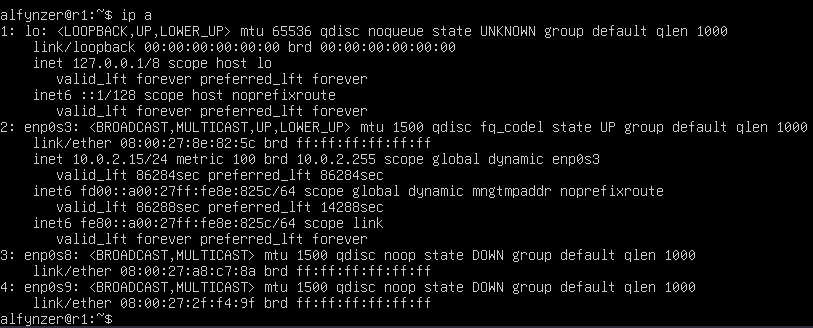 alfynzer@r1:~$ ip a
1: lo: <LOOPBACK,UP,LOWER_UP> mtu 65536 qdisc noqueue state UNKNOWN group default qlen 1000
    link/loopback 00:00:00:00:00:00 brd 00:00:00:00:00:00
    inet 127.0.0.1/8 scope host lo
       valid_lft forever preferred_lft forever
    inet6 ::1/128 scope host noprefixroute
       valid_lft forever preferred_lft forever
2: enp0s3: <BROADCAST,MULTICAST,UP,LOWER_UP> mtu 1500 qdisc fq_codel state UP group default qlen 1000
    link/ether 08:00:27:8e:82:5c brd ff:ff:ff:ff:ff:ff
    inet 10.0.2.15/24 metric 100 brd 10.0.2.255 scope global dynamic enp0s3
       valid_lft 86284sec preferred_lft 86284sec
    inet6 fd00::a00:27ff:fe8e:825c/64 scope global dynamic mngtmpaddr noprefixroute
       valid_lft 86288sec preferred_lft 14288sec
    inet6 fe80::a00:27ff:fe8e:825c/64 scope link
       valid_lft forever preferred_lft forever
3: enp0s8: <BROADCAST,MULTICAST> mtu 1500 qdisc noop state DOWN group default qlen 1000
    link/ether 08:00:27:a8:c7:8a brd ff:ff:ff:ff:ff:ff
4: enp0s9: <BROADCAST,MULTICAST> mtu 1500 qdisc noop state DOWN group default qlen 1000
    link/ether 08:00:27:2f:f4:9f brd ff:ff:ff:ff:ff:ff
alfynzer@r1:~$